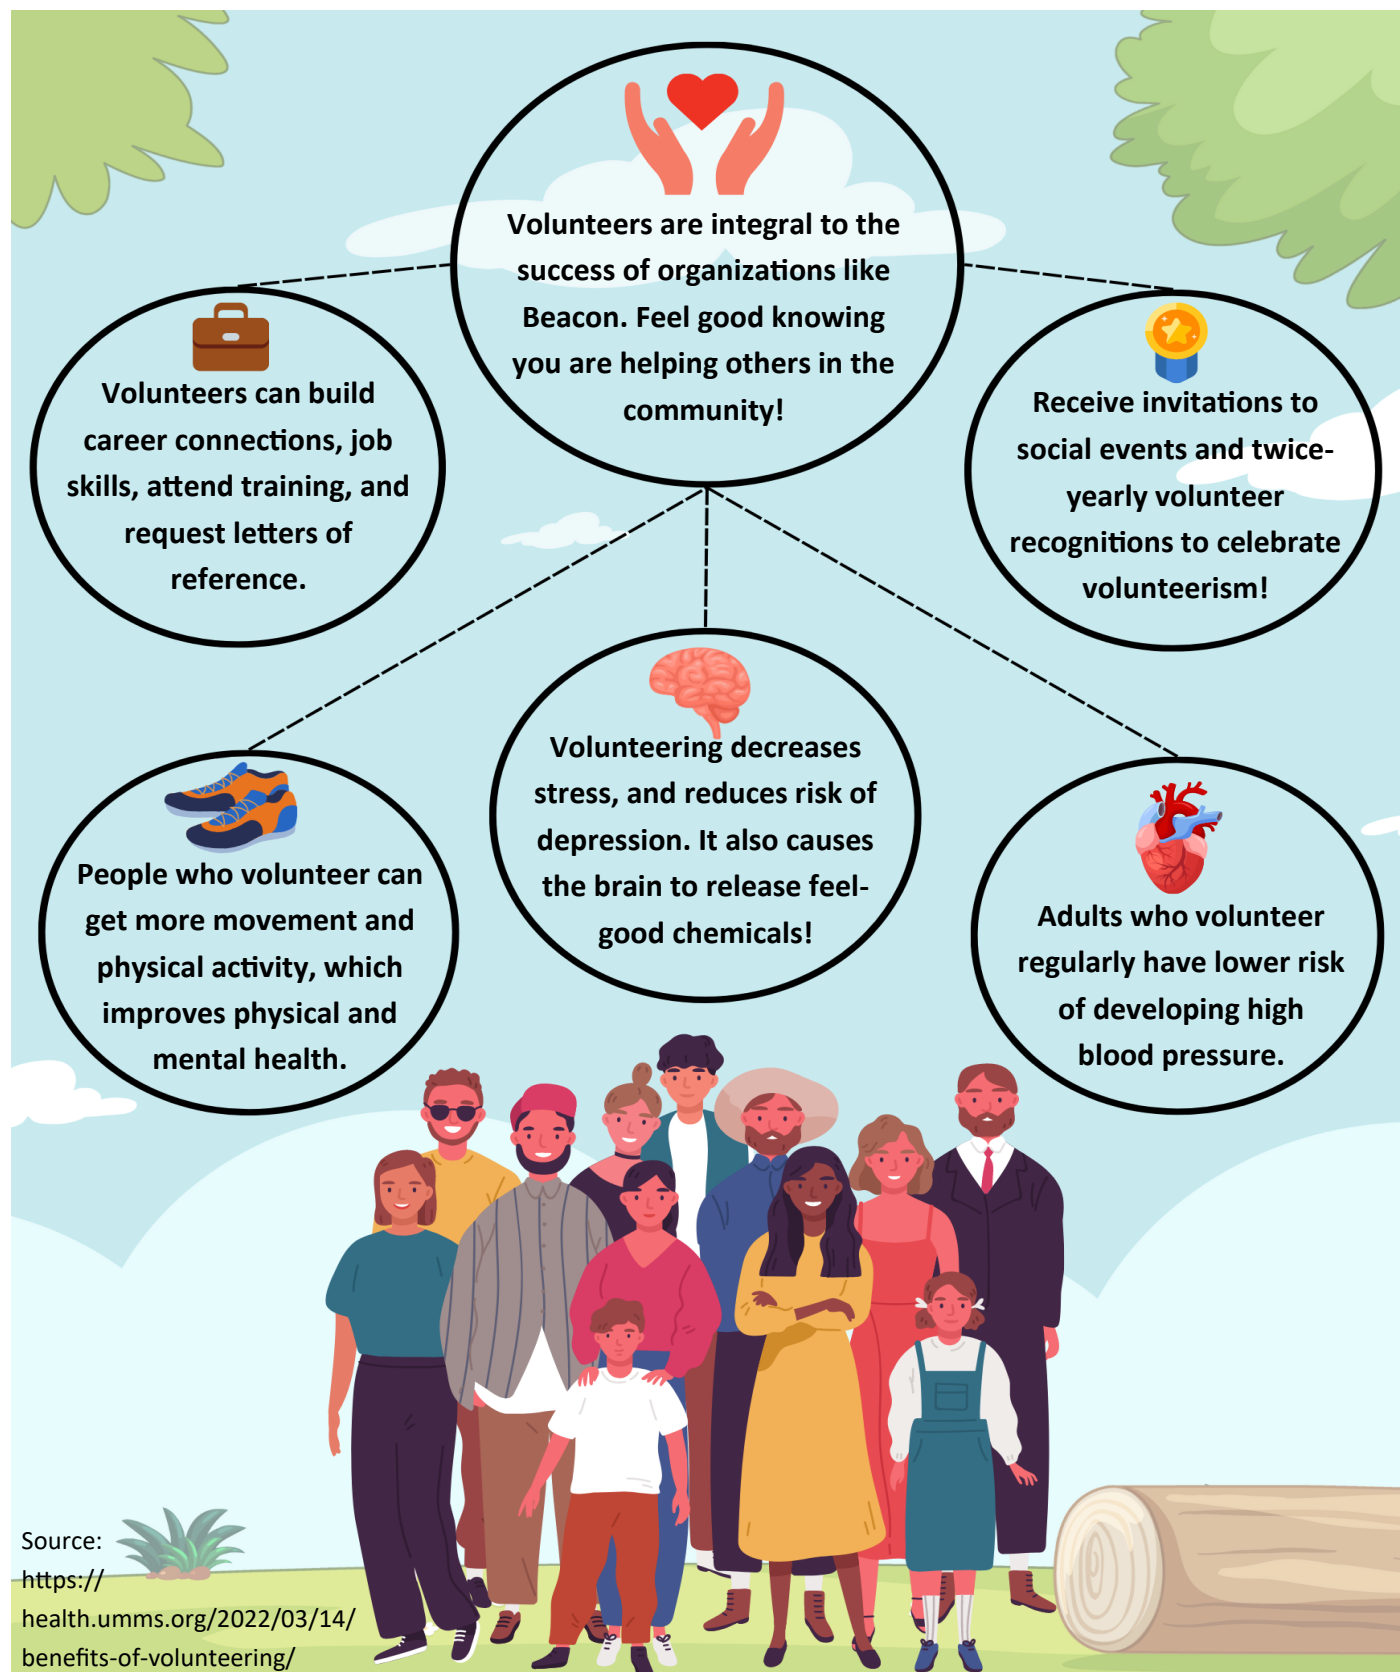 Volunteers are integral to the
success of organizations like
Beacon. Feel good knowing
you are helping others in the
community!
Volunteers can build
career connections, job
skills, attend training, and
request letters of
reference.
Receive invitations to
social events and twice-
yearly volunteer
recognitions to celebrate
volunteerism!
People who volunteer can
get more movement and
physical activity, which
improves physical and
mental health.
Volunteering decreases
stress, and reduces risk of
depression. It also causes
the brain to release feel-
good chemicals!
Adults who volunteer
regularly have lower risk
of developing high
blood pressure.
Source:
https://
health.umms.org/2022/03/14/
benefits-of-volunteering/